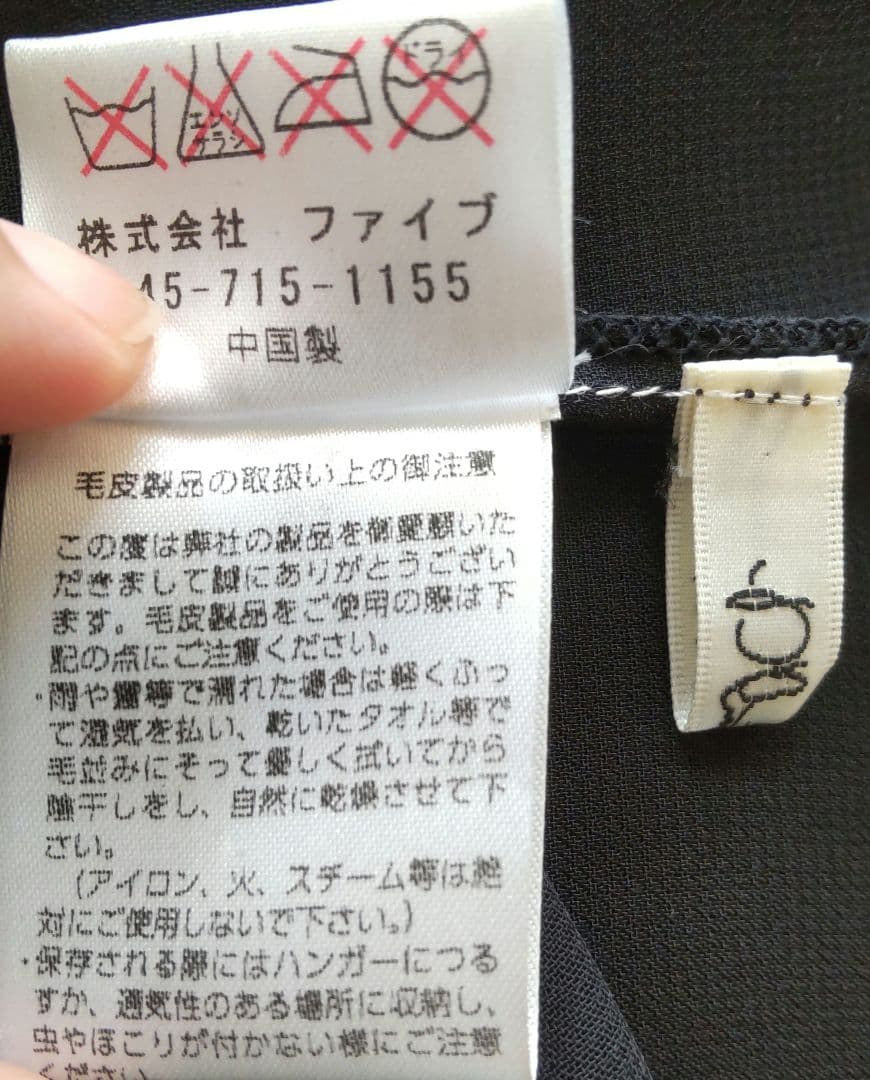 エンソ
サラシ
ドライ
株式会社 ファイブ
45-715-1155
中国製
毛皮製品の取扱い上の御注意
この度は弊社の製品を御愛顧いた
だきまして誠にありがとうござい
ます。毛皮製品をご使用の際は下
記の点にご注意ください。
・雨や雪等で濡れた場合は軽くふっ
て湿気を払い、乾いたタオル等で
毛並みにそって優しく拭いてから
陰干しをし、自然に乾燥させて下
さい。
（アイロン、火、スチーム等は絶
対にご使用しないで下さい。）
・保存される際にはハンガーにつる
すか、通気性のある場所に収納し、
虫やほこりが付かない様にご注意
ください。